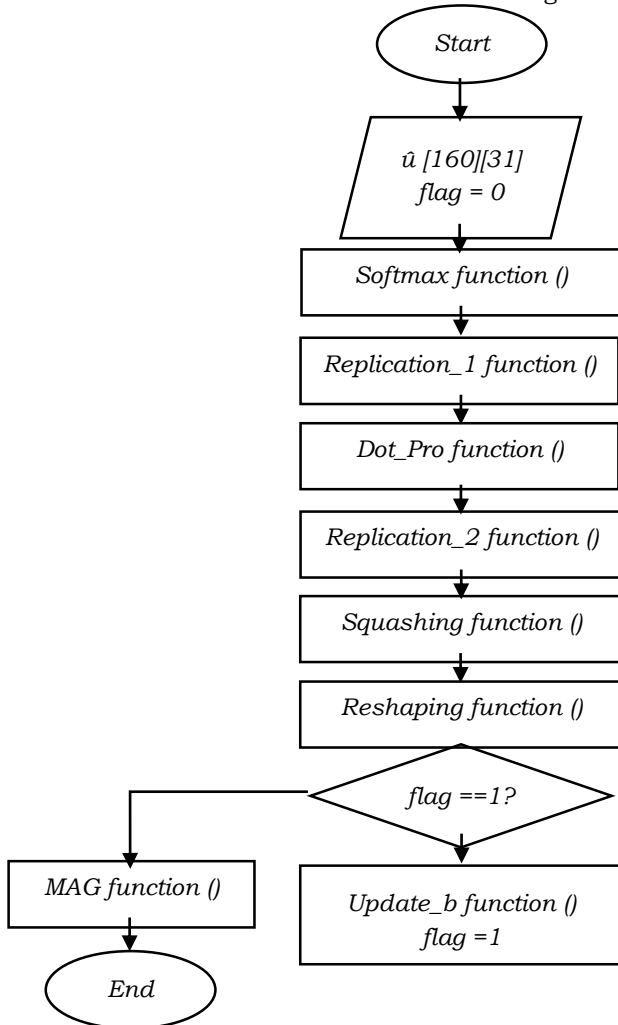 Start
û [160][31]
flag = 0
Softmax function ()
Replication_1 function ()
Dot_Pro function ()
Replication_2 function ()
Squashing function ()
Reshaping function ()
flag ==1?
MAG function ()
Update_b function ()
flag =1
End